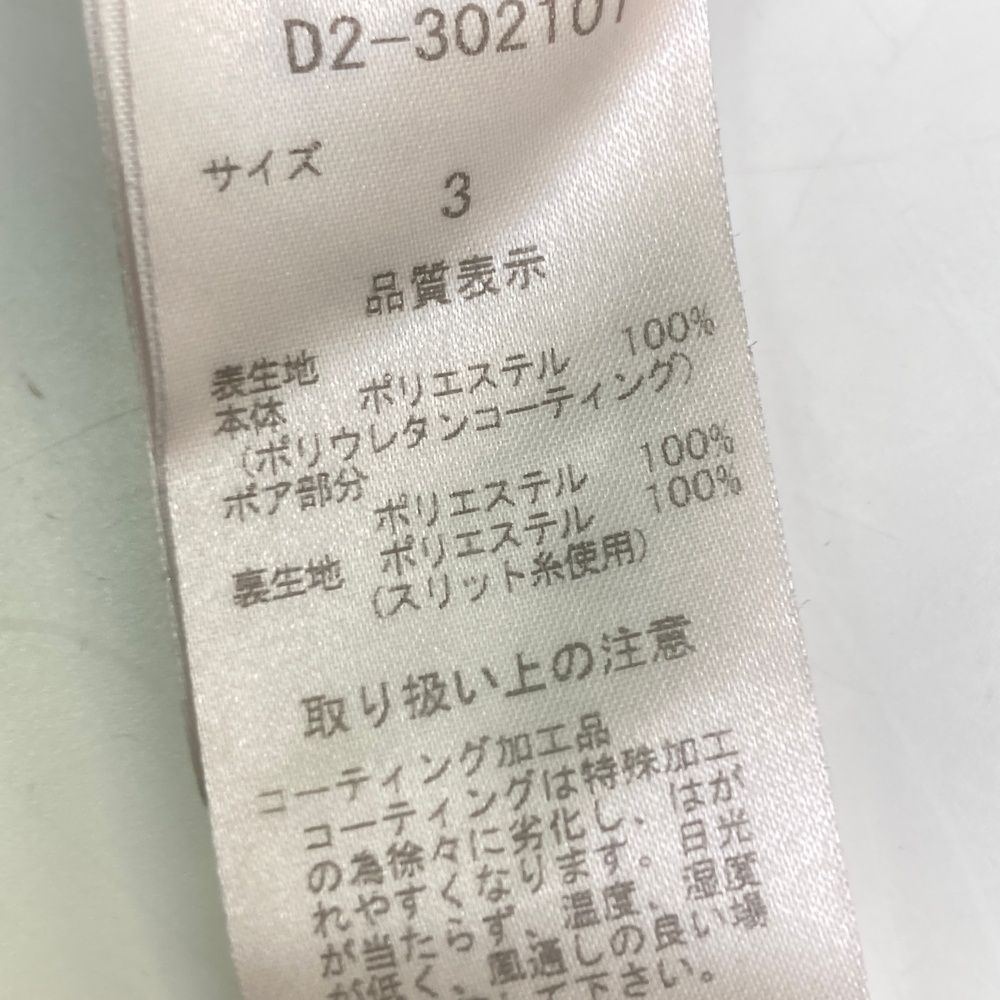 D2-302107
サイズ
3
品質表示
表生地
本体 ポリエステル 100%
(ポリウレタンコーティング)
ボア部分
ポリエステル 100%
裏生地 ポリエステル 100%
(スリット糸使用)
取り扱い上の注意
コーティング加工品
コーティングは特殊加工
の為徐々に劣化し、はが
れやすくなります。日光
が当たらず、温度、湿度
が低く、風通しの良い場
て下さい。